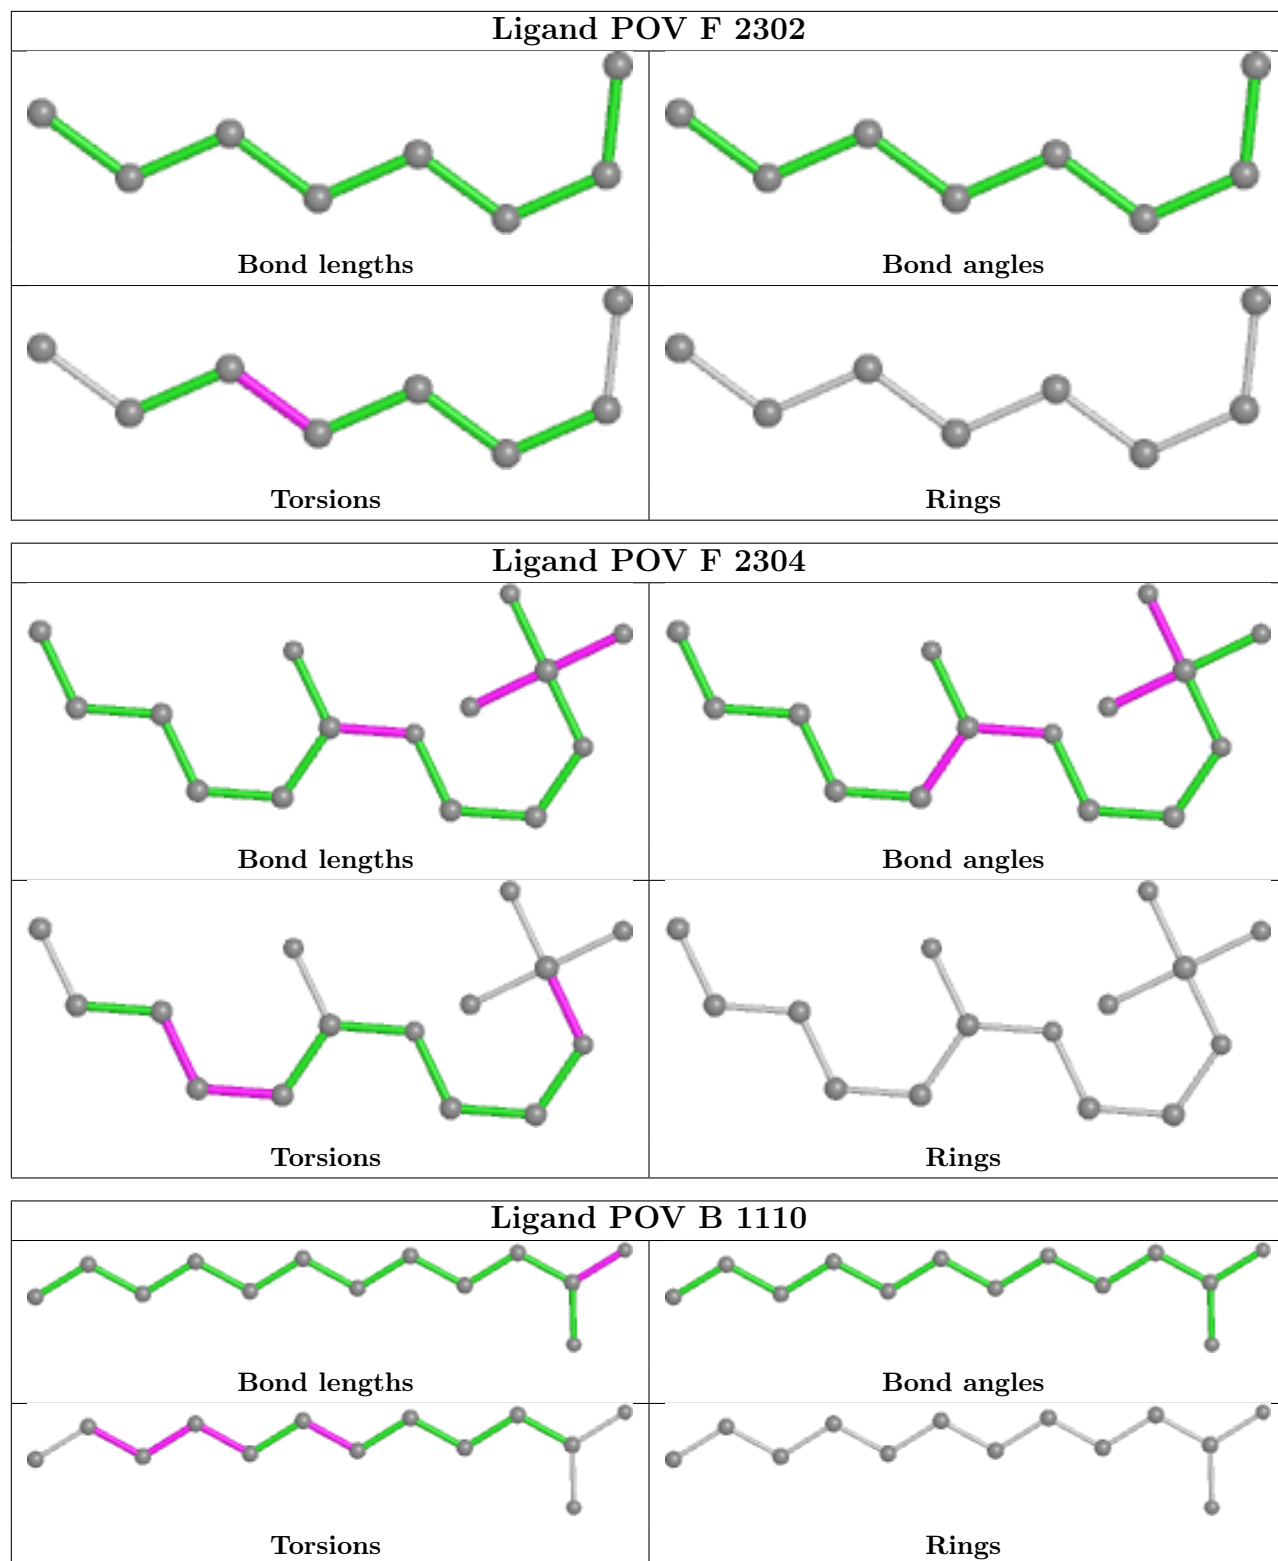 Ligand POV F 2302
Bond lengths
Bond angles
Torsions
Rings
Ligand POV F 2304
Bond lengths
Bond angles
Torsions
Rings
Ligand POV B 1110
Bond lengths
Bond angles
Torsions
Rings